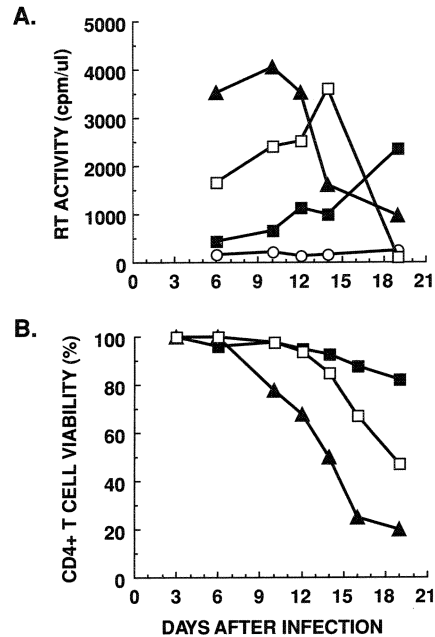 A.
RT ACTIVITY (cpm/ul)
5000
4000
3000
2000
1000
0
0 3 6 9 12 15 18 21
B.
CD4+ T CELL VIABILITY (%)
100
80
60
40
20
0
0 3 6 9 12 15 18 21
DAYS AFTER INFECTION